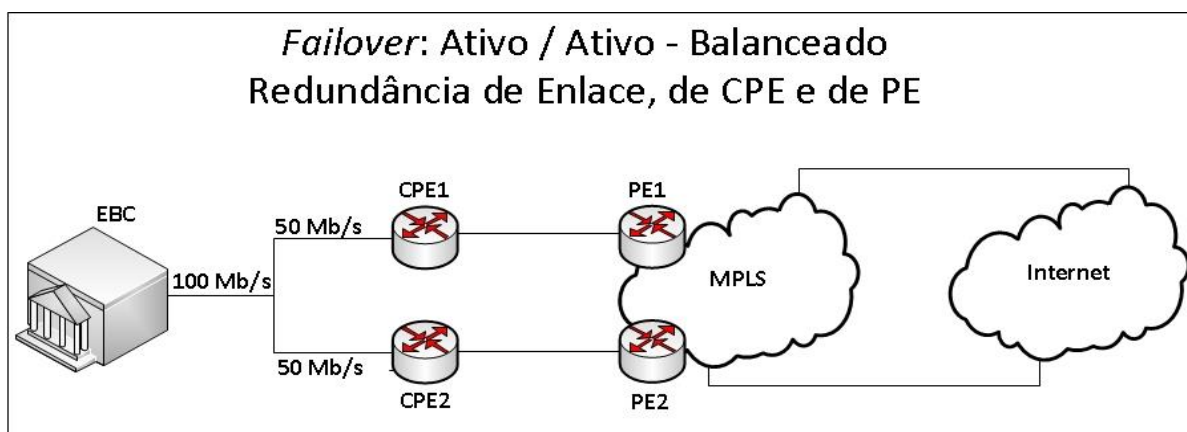 Failover: Ativo / Ativo - Balanceado
Redundância de Enlace, de CPE e de PE
EBC
100 Mb/s
50 Mb/s
CPE1
PE1
MPLS
Internet
50 Mb/s
CPE2
PE2